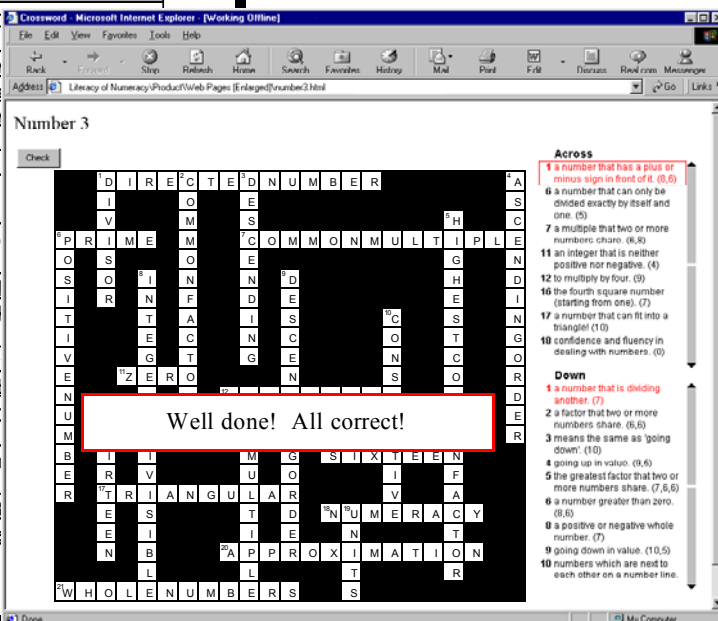 Crossword - Microsoft Internet Explorer - [Working Offline]
File Edit View Favorites Tools Help
Back Forward Stop Refresh Home Search Favorites History Mail Print Edit Discuss Real.com Messenger
Address Literacy of Numeracy\Product\Web Pages (Enlarged)\number3.html Go Links
Number 3
Check
1 DIRECTEDNUMBER
6 PRIME 7 COMMONMULTIPLE
11 ZERO
12
Well done! All correct!
SIXTEEN
17 TRIANGULAR
18 NUMERACY
20 APPROXIMATION
21 WHOLENUMBERS
Across
1 a number that has a plus or
minus sign in front of it. (8,6)
6 a number that can only be
divided exactly by itself and
one. (5)
7 a multiple that two or more
numbers share. (6,8)
11 an integer that is neither
positive nor negative. (4)
12 to multiply by four. (9)
16 the fourth square number
(starting from one). (7)
17 a number that can fit into a
triangle! (10)
18 confidence and fluency in
dealing with numbers. (8)
Down
1 a number that is dividing
another. (7)
2 a factor that two or more
numbers share. (6,6)
3 means the same as 'going
down'. (10)
4 going up in value. (9,5)
5 the greatest factor that two or
more numbers share. (7,6,6)
6 a number greater than zero.
(8,6)
8 a positive or negative whole
number. (7)
9 going down in value. (10,5)
10 numbers which are next to
each other on a number line.
Done My Computer